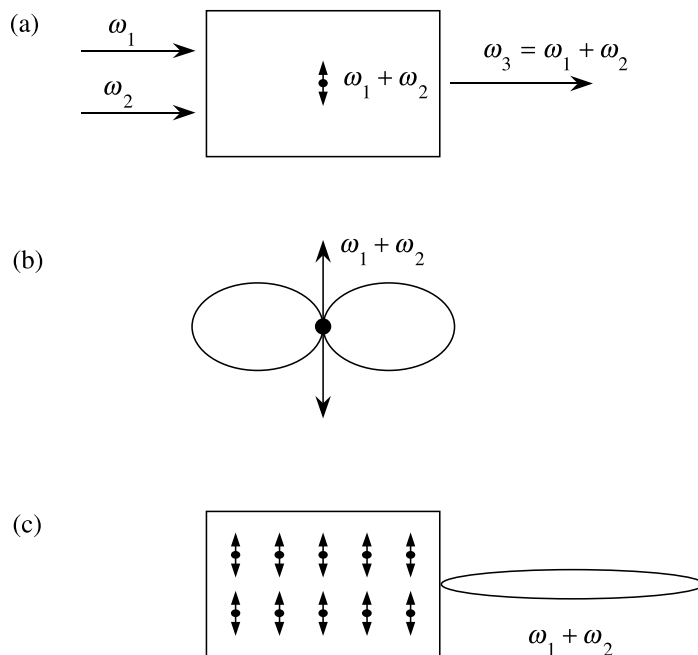 (a)
ω₁
ω₂
ω₁ + ω₂
ω₃ = ω₁ + ω₂
(b)
ω₁ + ω₂
(c)
ω₁ + ω₂